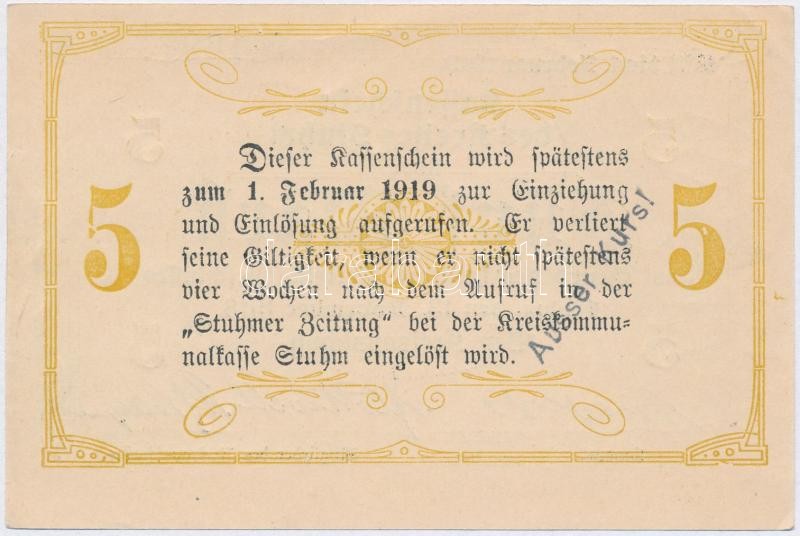 Dieser Kassenschein wird spätestens
zum 1. Februar 1919 zur Einziehung
und Einlösung aufgerufen. Er verliert
seine Giltigkeit, wenn er nicht spätestens
vier Wochen nach dem Aufruf in der
„Stuhmer Zeitung“ bei der Kreiskommu-
nalkasse Stuhm eingelöst wird.
5
5
Ausser Kurs!
darabanth